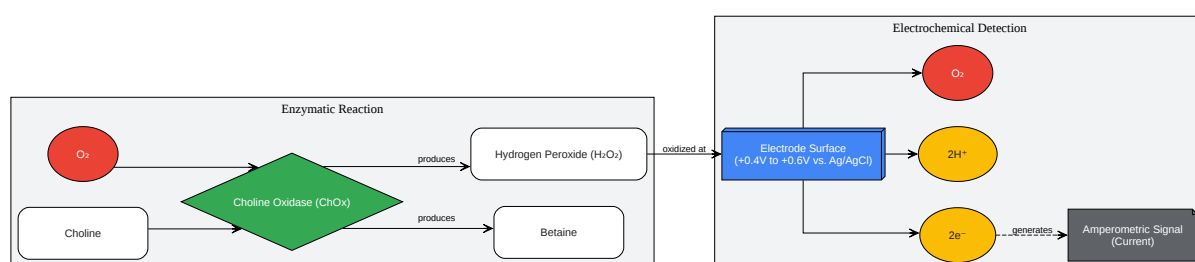 Electrochemical Detection
O₂
Enzymatic Reaction
O₂
Choline
Choline Oxidase (ChOx)
produces
produces
Hydrogen Peroxide (H₂O₂)
Betaine
oxidized at
Electrode Surface
(+0.4V to +0.6V vs. Ag/AgCl)
2H⁺
2e⁻
generates
Amperometric Signal
(Current)